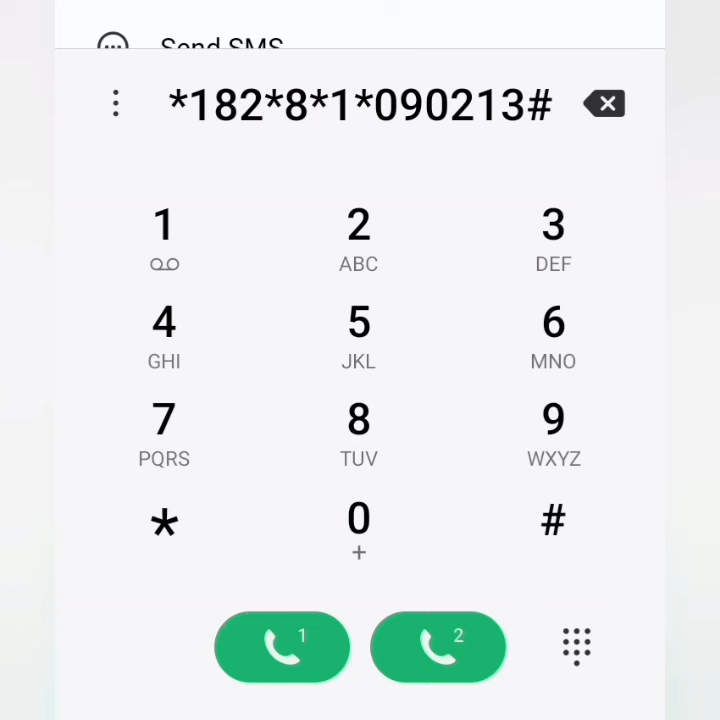 Send SMS
*182*8*1*090213#
1 2 3
ABC DEF
4 5 6
GHI JKL MNO
7 8 9
PQRS TUV WXYZ
* 0 #
+
1 2